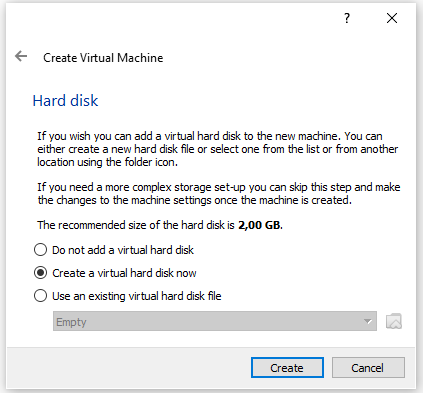 ?
Create Virtual Machine
Hard disk
If you wish you can add a virtual hard disk to the new machine. You can
either create a new hard disk file or select one from the list or from another
location using the folder icon.
If you need a more complex storage set-up you can skip this step and make
the changes to the machine settings once the machine is created.
The recommended size of the hard disk is 2,00 GB.
Do not add a virtual hard disk
Create a virtual hard disk now
Use an existing virtual hard disk file
Empty
Create Cancel